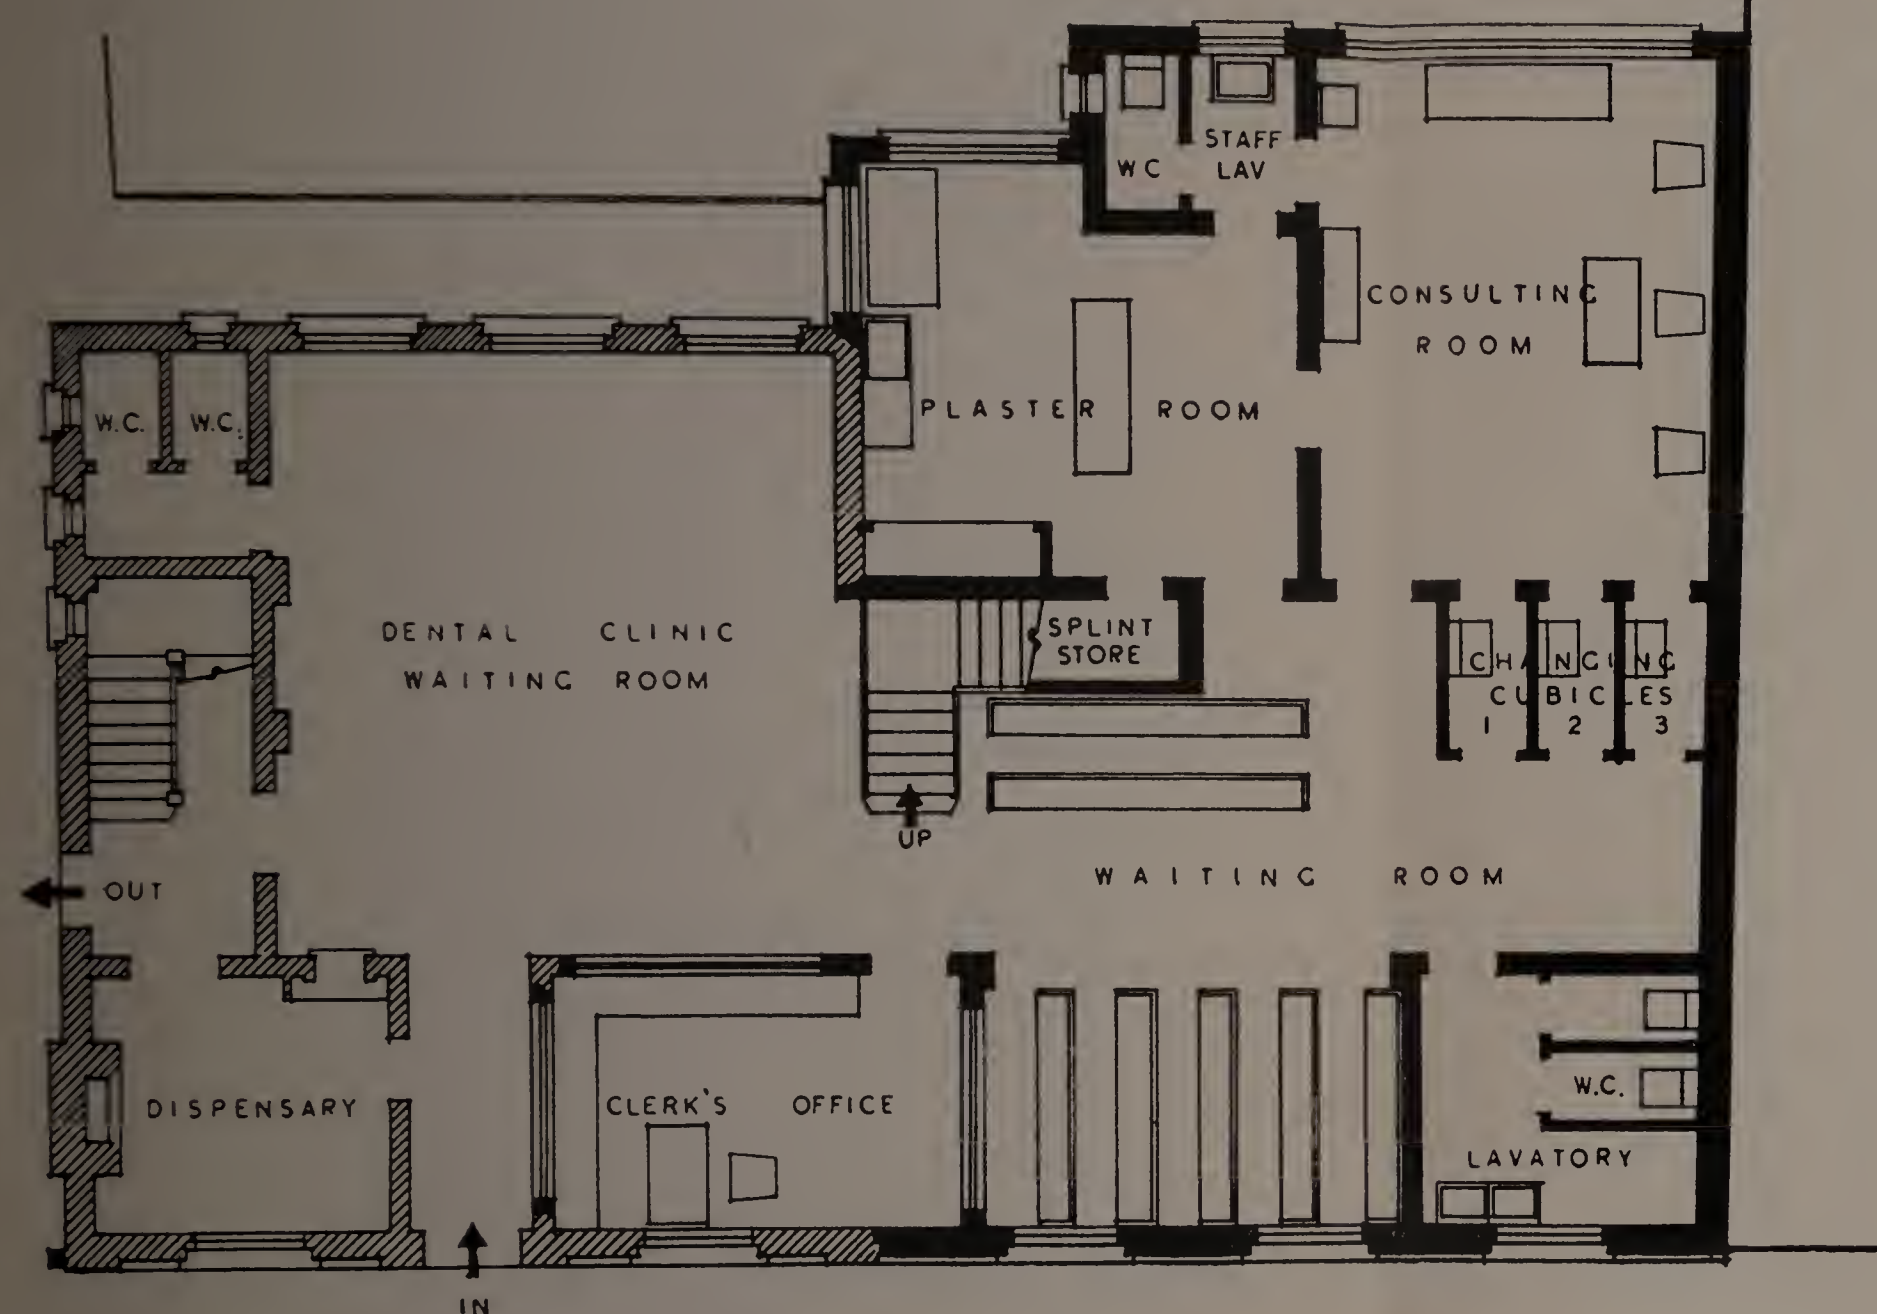 STAFF
LAV
WC
CONSULTING
ROOM
PLASTER ROOM
W.C. W.C.
DENTAL CLINIC
WAITING ROOM
SPLINT
STORE
CHANGING
CUBICLES
1 2 3
UP
WAITING ROOM
OUT
W.C.
DISPENSARY
CLERK'S OFFICE
LAVATORY
IN